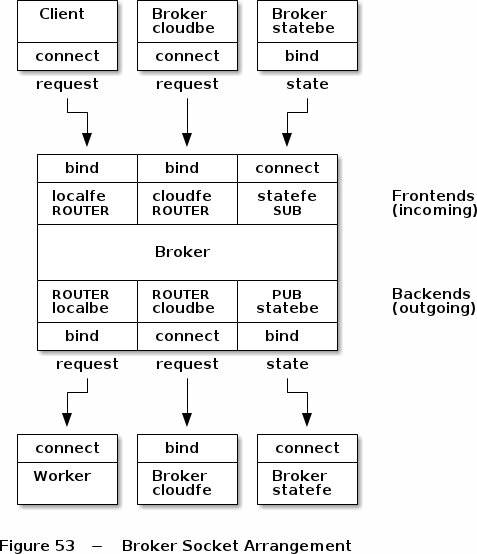 Client Broker Broker
cloudbe statebe
connect connect bind
request request state
bind bind connect
localfe cloudfe statefe Frontends
ROUTER ROUTER SUB (incoming)
Broker
ROUTER ROUTER PUB Backends
localbe cloudbe statebe (outgoing)
bind connect bind
request request state
connect bind connect
Worker Broker Broker
cloudfe statefe
Figure 53 – Broker Socket Arrangement